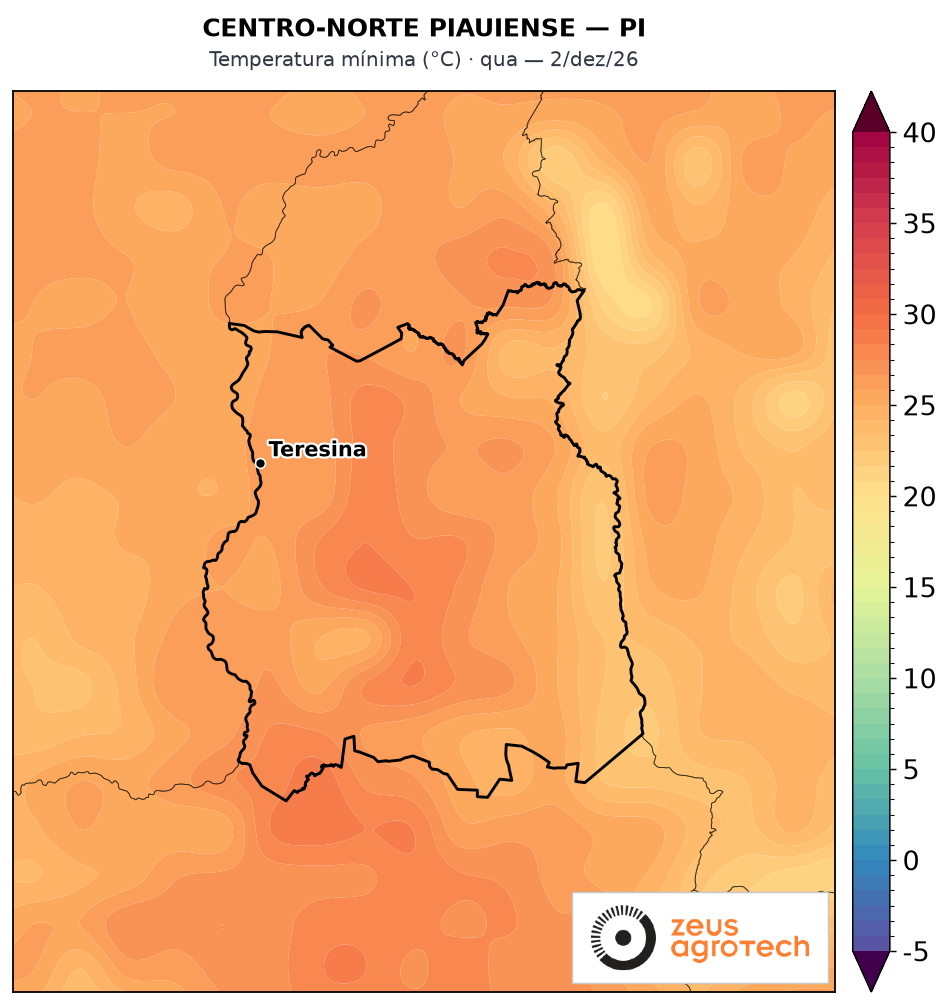 CENTRO-NORTE PIAUIENSE — PI
Temperatura mínima (°C) · qua — 2/dez/26
Teresina
40
35
30
25
20
15
10
5
0
-5
zeus
agrotech